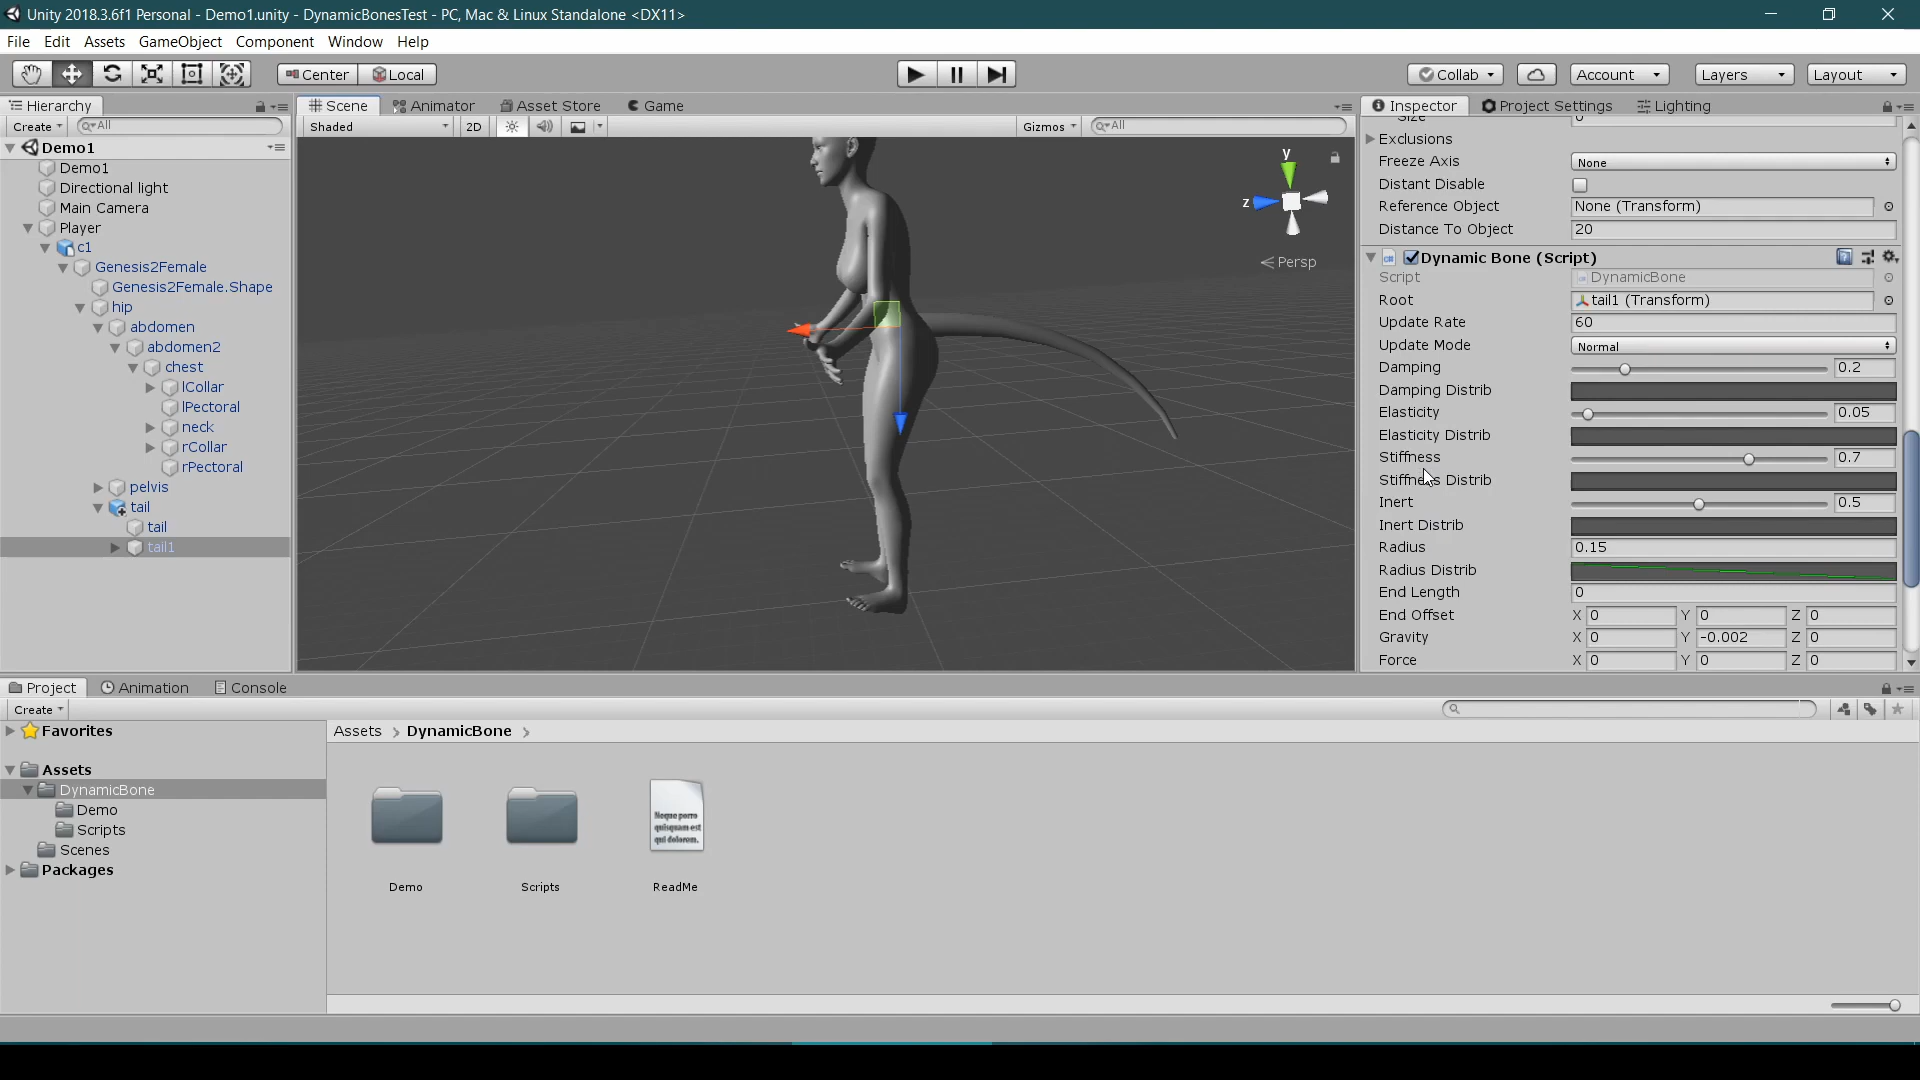 Unity 2018.3.6f1 Personal - Demo1.unity - DynamicBonesTest - PC, Mac & Linux Standalone <DX11>
File Edit Assets GameObject Component Window Help
Center Local Collab Account Layers Layout
Hierarchy
Create All
Demo1
Demo1
Directional light
Main Camera
Player
c1
Genesis2Female
Genesis2Female.Shape
hip
abdomen
abdomen2
chest
lCollar
lPectoral
neck
rCollar
rPectoral
pelvis
tail
tail
tail1
Scene Animator Asset Store Game
Shaded 2D Gizmos All
y
z
Persp
Inspector Project Settings Lighting
Size 0
Exclusions
Freeze Axis None
Distant Disable
Reference Object None (Transform)
Distance To Object 20
Dynamic Bone (Script)
Script DynamicBone
Root tail1 (Transform)
Update Rate 60
Update Mode Normal
Damping 0.2
Damping Distrib
Elasticity 0.05
Elasticity Distrib
Stiffness 0.7
Stiffness Distrib
Inert 0.5
Inert Distrib
Radius 0.15
Radius Distrib
End Length 0
End Offset X 0 Y 0 Z 0
Gravity X 0 Y -0.002 Z 0
Force X 0 Y 0 Z 0
Project Animation Console
Create
Favorites
Assets
DynamicBone
Demo
Scripts
Scenes
Packages
Assets > DynamicBone >
Neque porro
quisquam est
qui dolorem.
Demo Scripts ReadMe